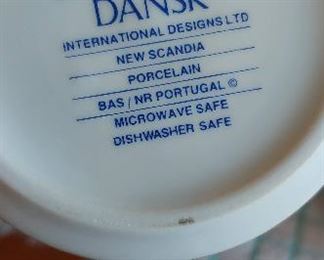 DANSK
INTERNATIONAL DESIGNS LTD
NEW SCANDIA
PORCELAIN
BAS / NR PORTUGAL ©
MICROWAVE SAFE
DISHWASHER SAFE